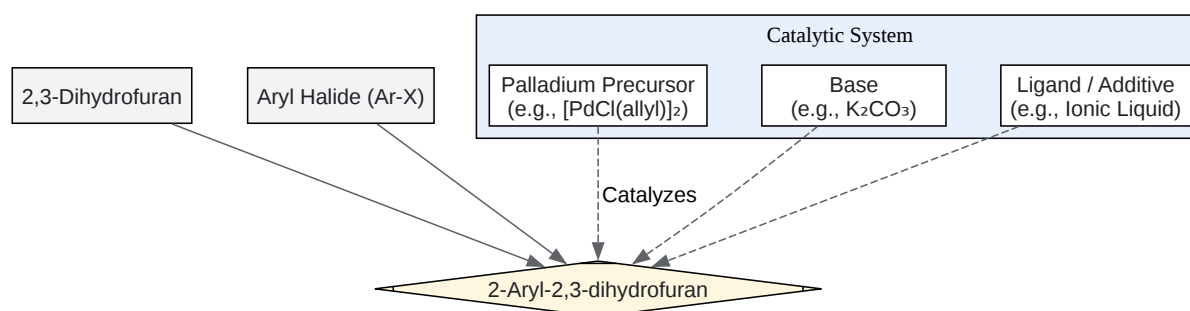 Catalytic System
2,3-Dihydrofuran
Aryl Halide (Ar-X)
Palladium Precursor
(e.g., [PdCl(allyl)]₂)
Base
(e.g., K₂CO₃)
Ligand / Additive
(e.g., Ionic Liquid)
Catalyzes
2-Aryl-2,3-dihydrofuran